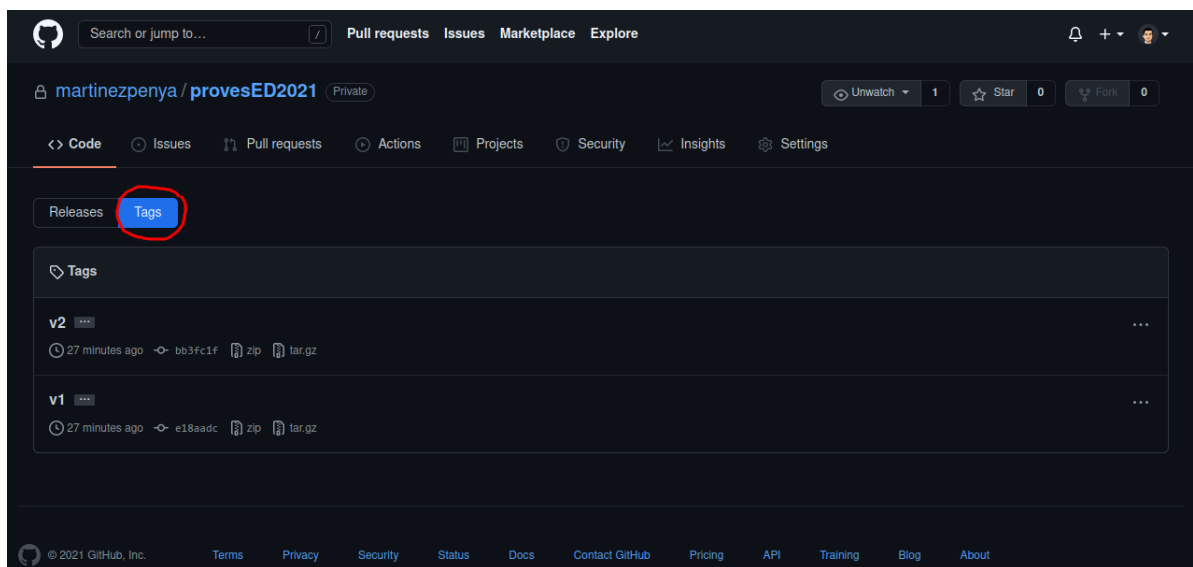 Search or jump to... / Pull requests Issues Marketplace Explore
martinezpenya / provesED2021 Private Unwatch 1 Star 0 Fork 0
Code Issues Pull requests Actions Projects Security Insights Settings
Releases Tags
Tags
v2 ...
27 minutes ago bb3fc1f zip tar.gz
v1 ...
27 minutes ago e18aadc zip tar.gz
© 2021 GitHub, Inc. Terms Privacy Security Status Docs Contact GitHub Pricing API Training Blog About